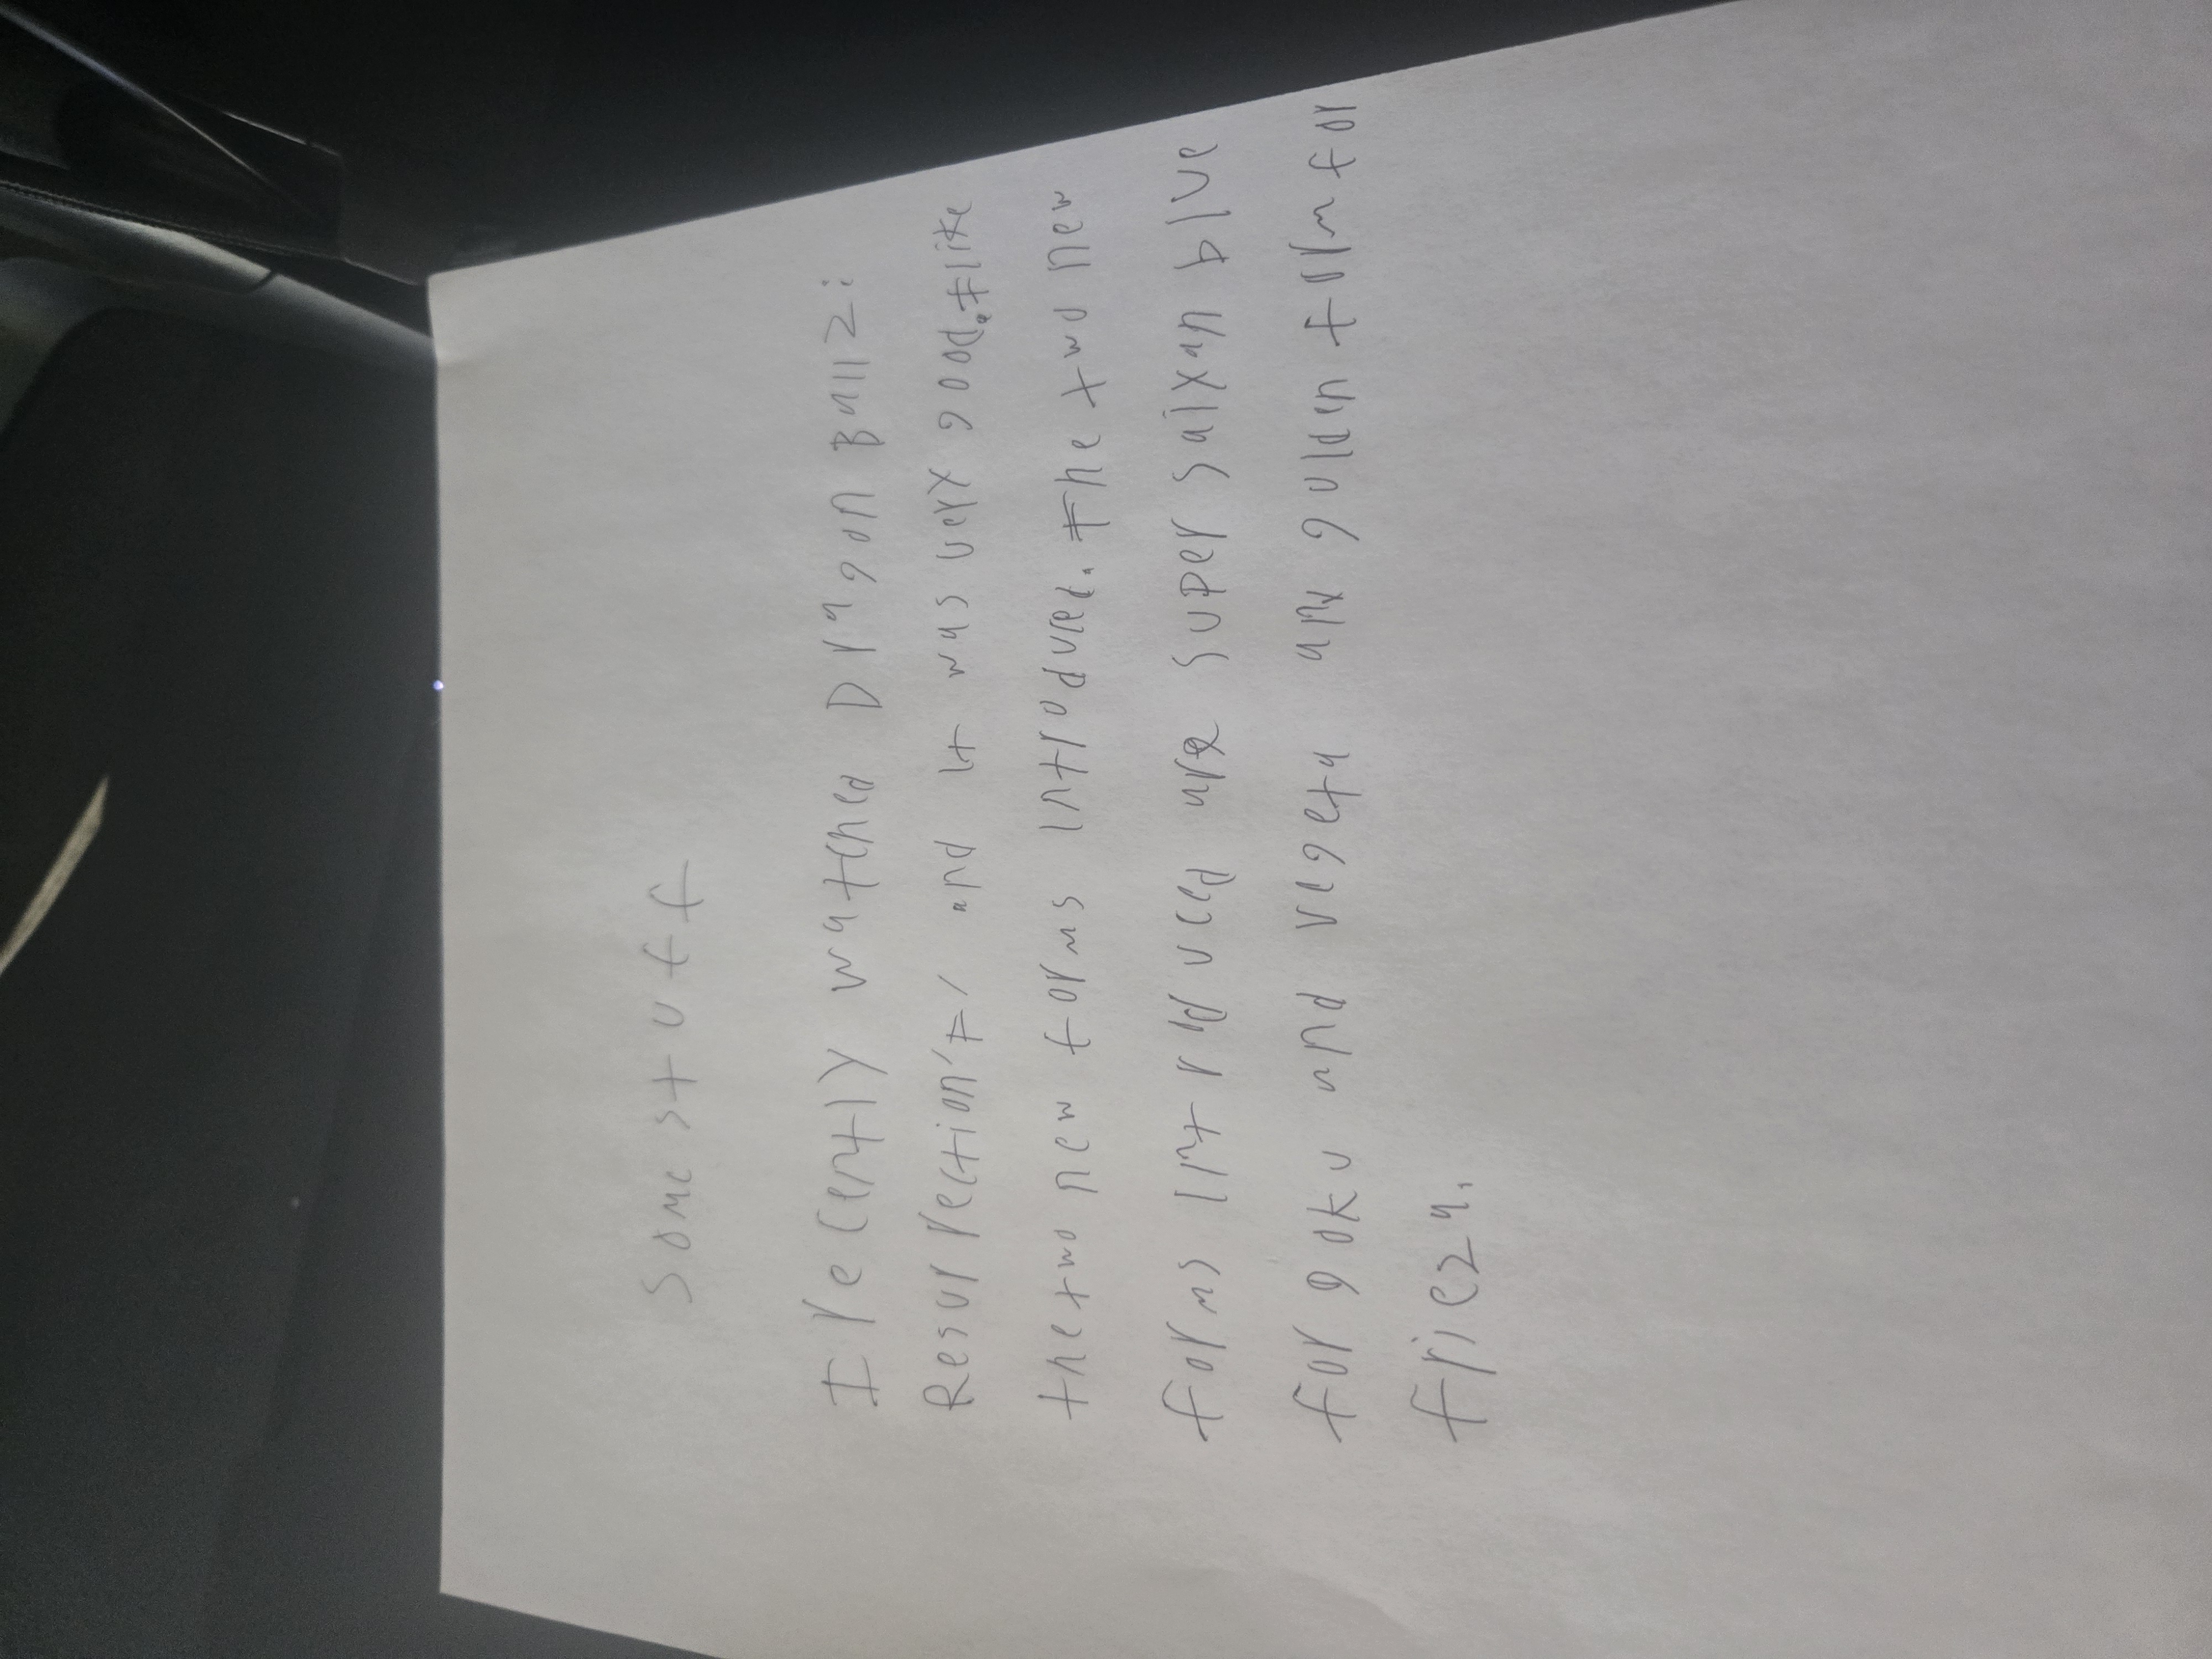 Some stuff
I recently watched Dragon Ball Z:
Resurrection 'F' and it was very good. I like
the two new forms introduced. The two new
forms introduced are super saiyan blue
for goku and vegeta and golden form for
frieza.